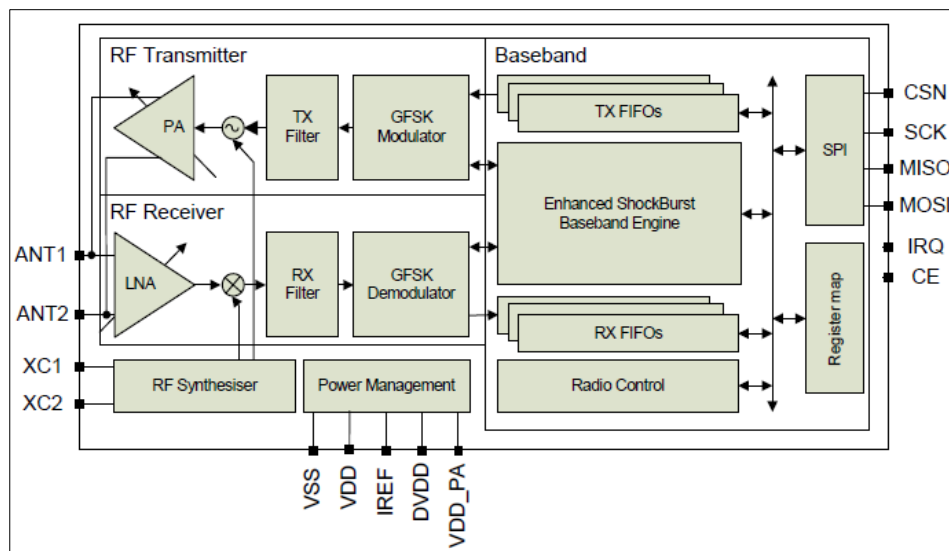 RF Transmitter
Baseband
PA
TX
Filter
GFSK
Modulator
TX FIFOs
SPI
CSN
SCK
MISO
MOSI
Enhanced ShockBurst
Baseband Engine
RF Receiver
ANT1
LNA
RX
Filter
GFSK
Demodulator
IRQ
CE
ANT2
RX FIFOs
Register map
XC1
XC2
RF Synthesiser
Power Management
Radio Control
VSS
VDD
IREF
DVDD
VDD_PA